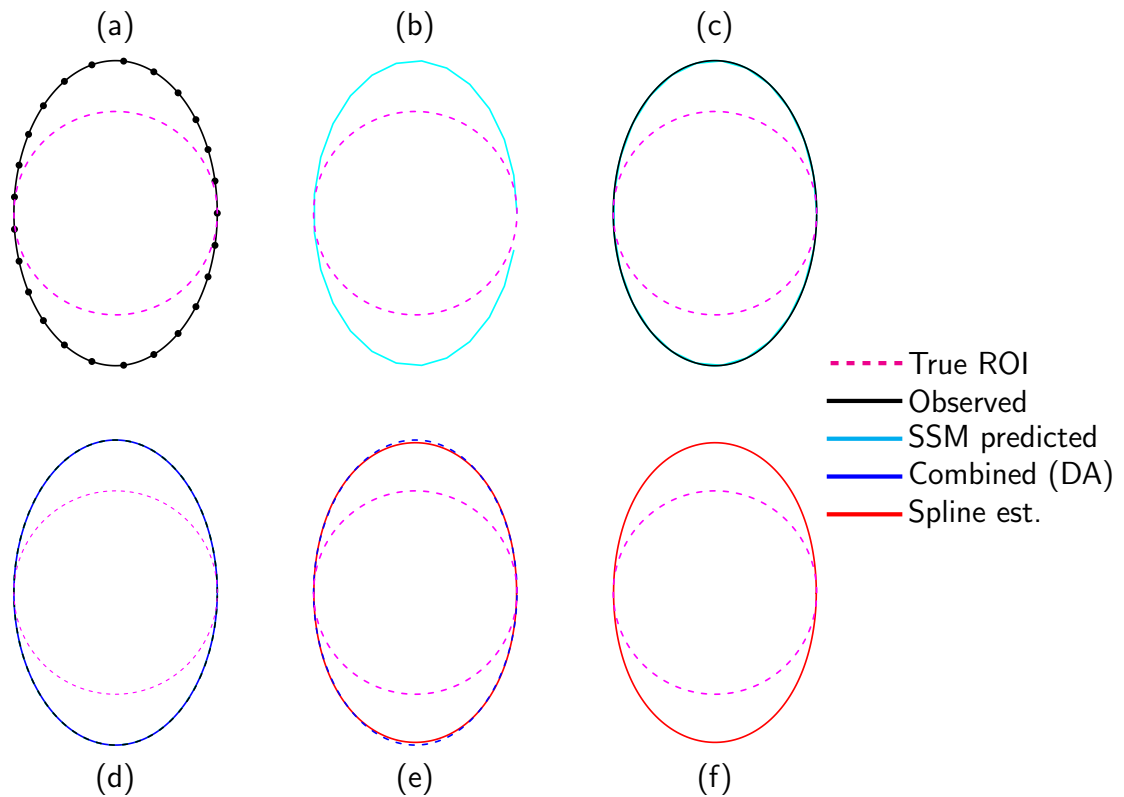 (a)
(b)
(c)
True ROI
Observed
SSM predicted
Combined (DA)
Spline est.
(d)
(e)
(f)